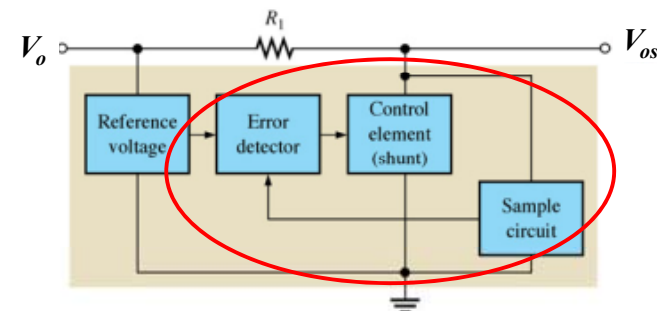 R1
Vo
Vos
Reference
voltage
Error
detector
Control
element
(shunt)
Sample
circuit